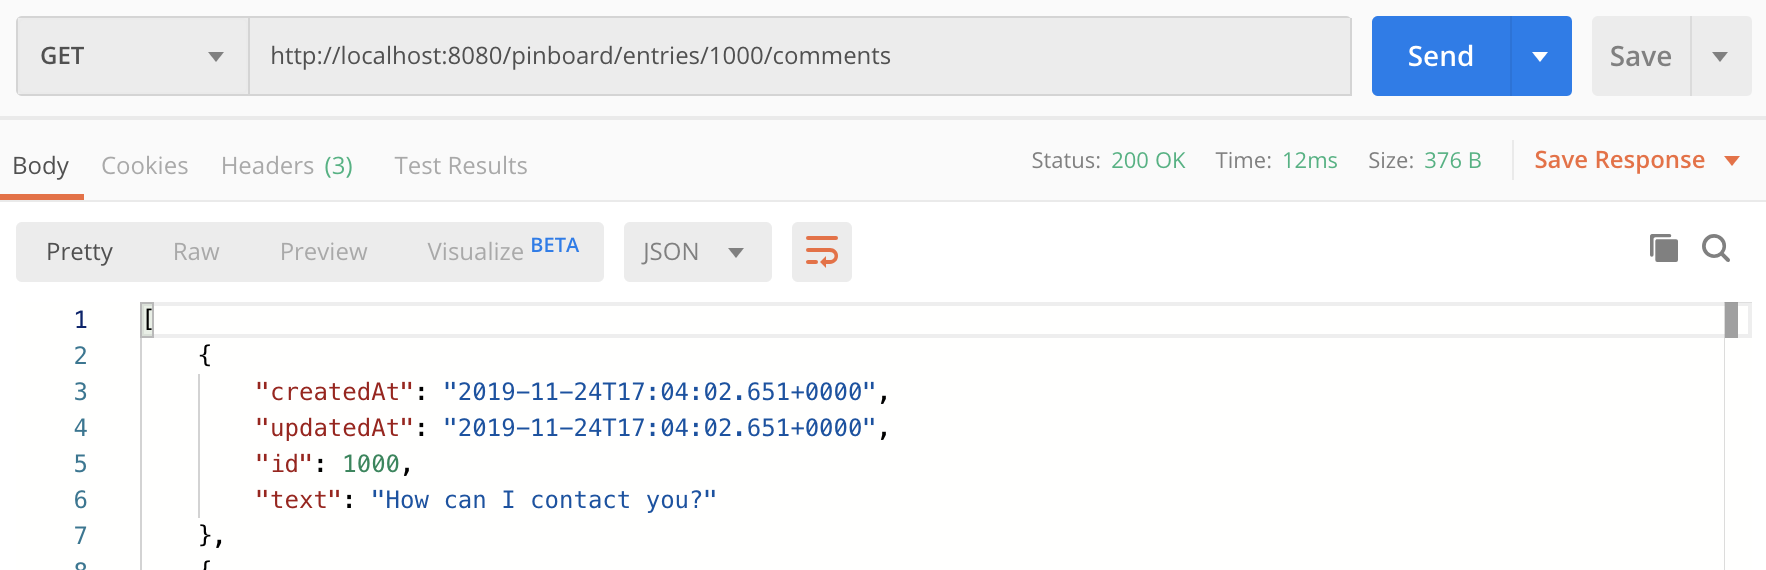 GET http://localhost:8080/pinboard/entries/1000/comments Send Save
Body Cookies Headers (3) Test Results Status: 200 OK Time: 12ms Size: 376 B Save Response
Pretty Raw Preview Visualize BETA JSON
1 [
2 {
3 "createdAt": "2019-11-24T17:04:02.651+0000",
4 "updatedAt": "2019-11-24T17:04:02.651+0000",
5 "id": 1000,
6 "text": "How can I contact you?"
7 },
8 {